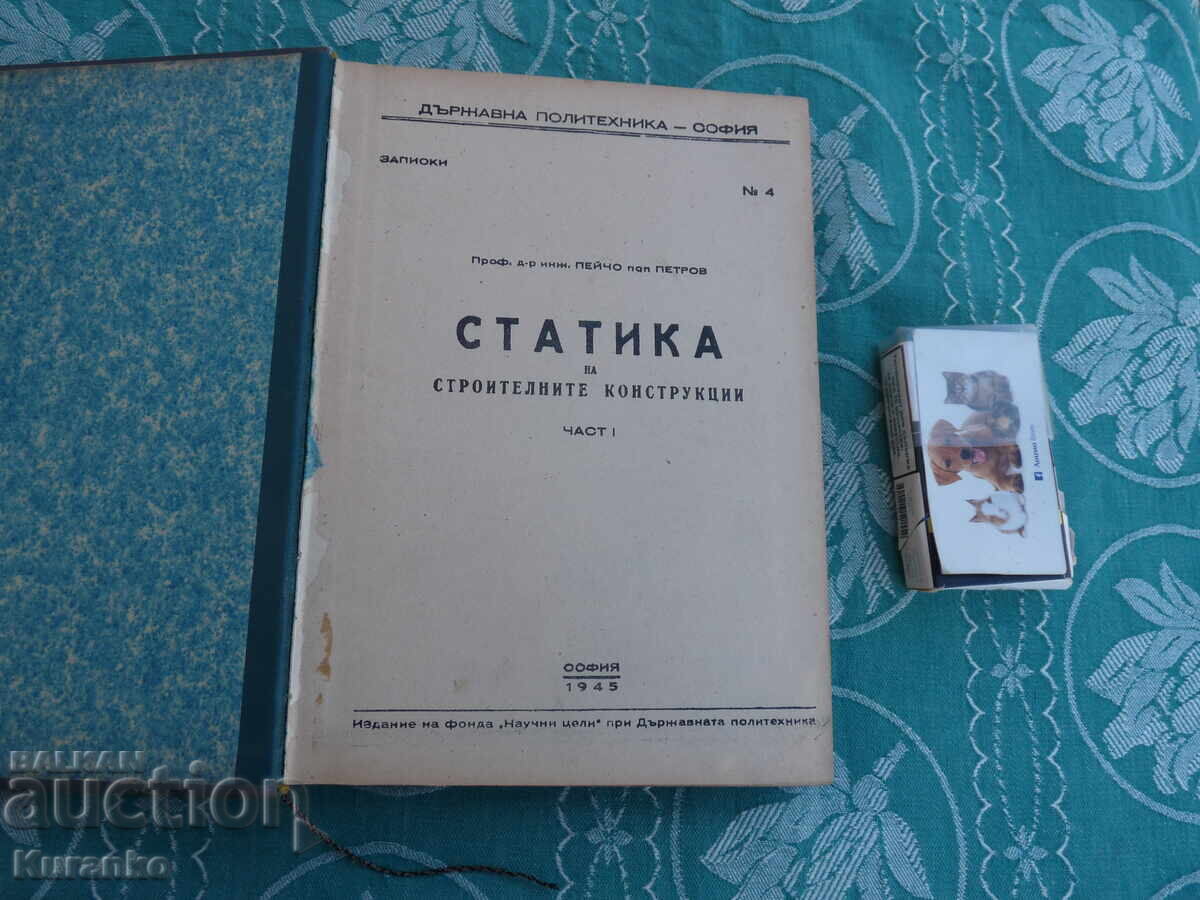 ДЪРЖАВНА ПОЛИТЕХНИКА — СОФИЯ
ЗАПИСКИ
№ 4
Проф. д-р инж. ПЕЙЧО поп ПЕТРОВ
СТАТИКА
НА
СТРОИТЕЛНИТЕ КОНСТРУКЦИИ
ЧАСТ I
СОФИЯ
1945
Издание на фонда „Научни цели“ при Държавната политехника
BALKAN
auction
Kuranko